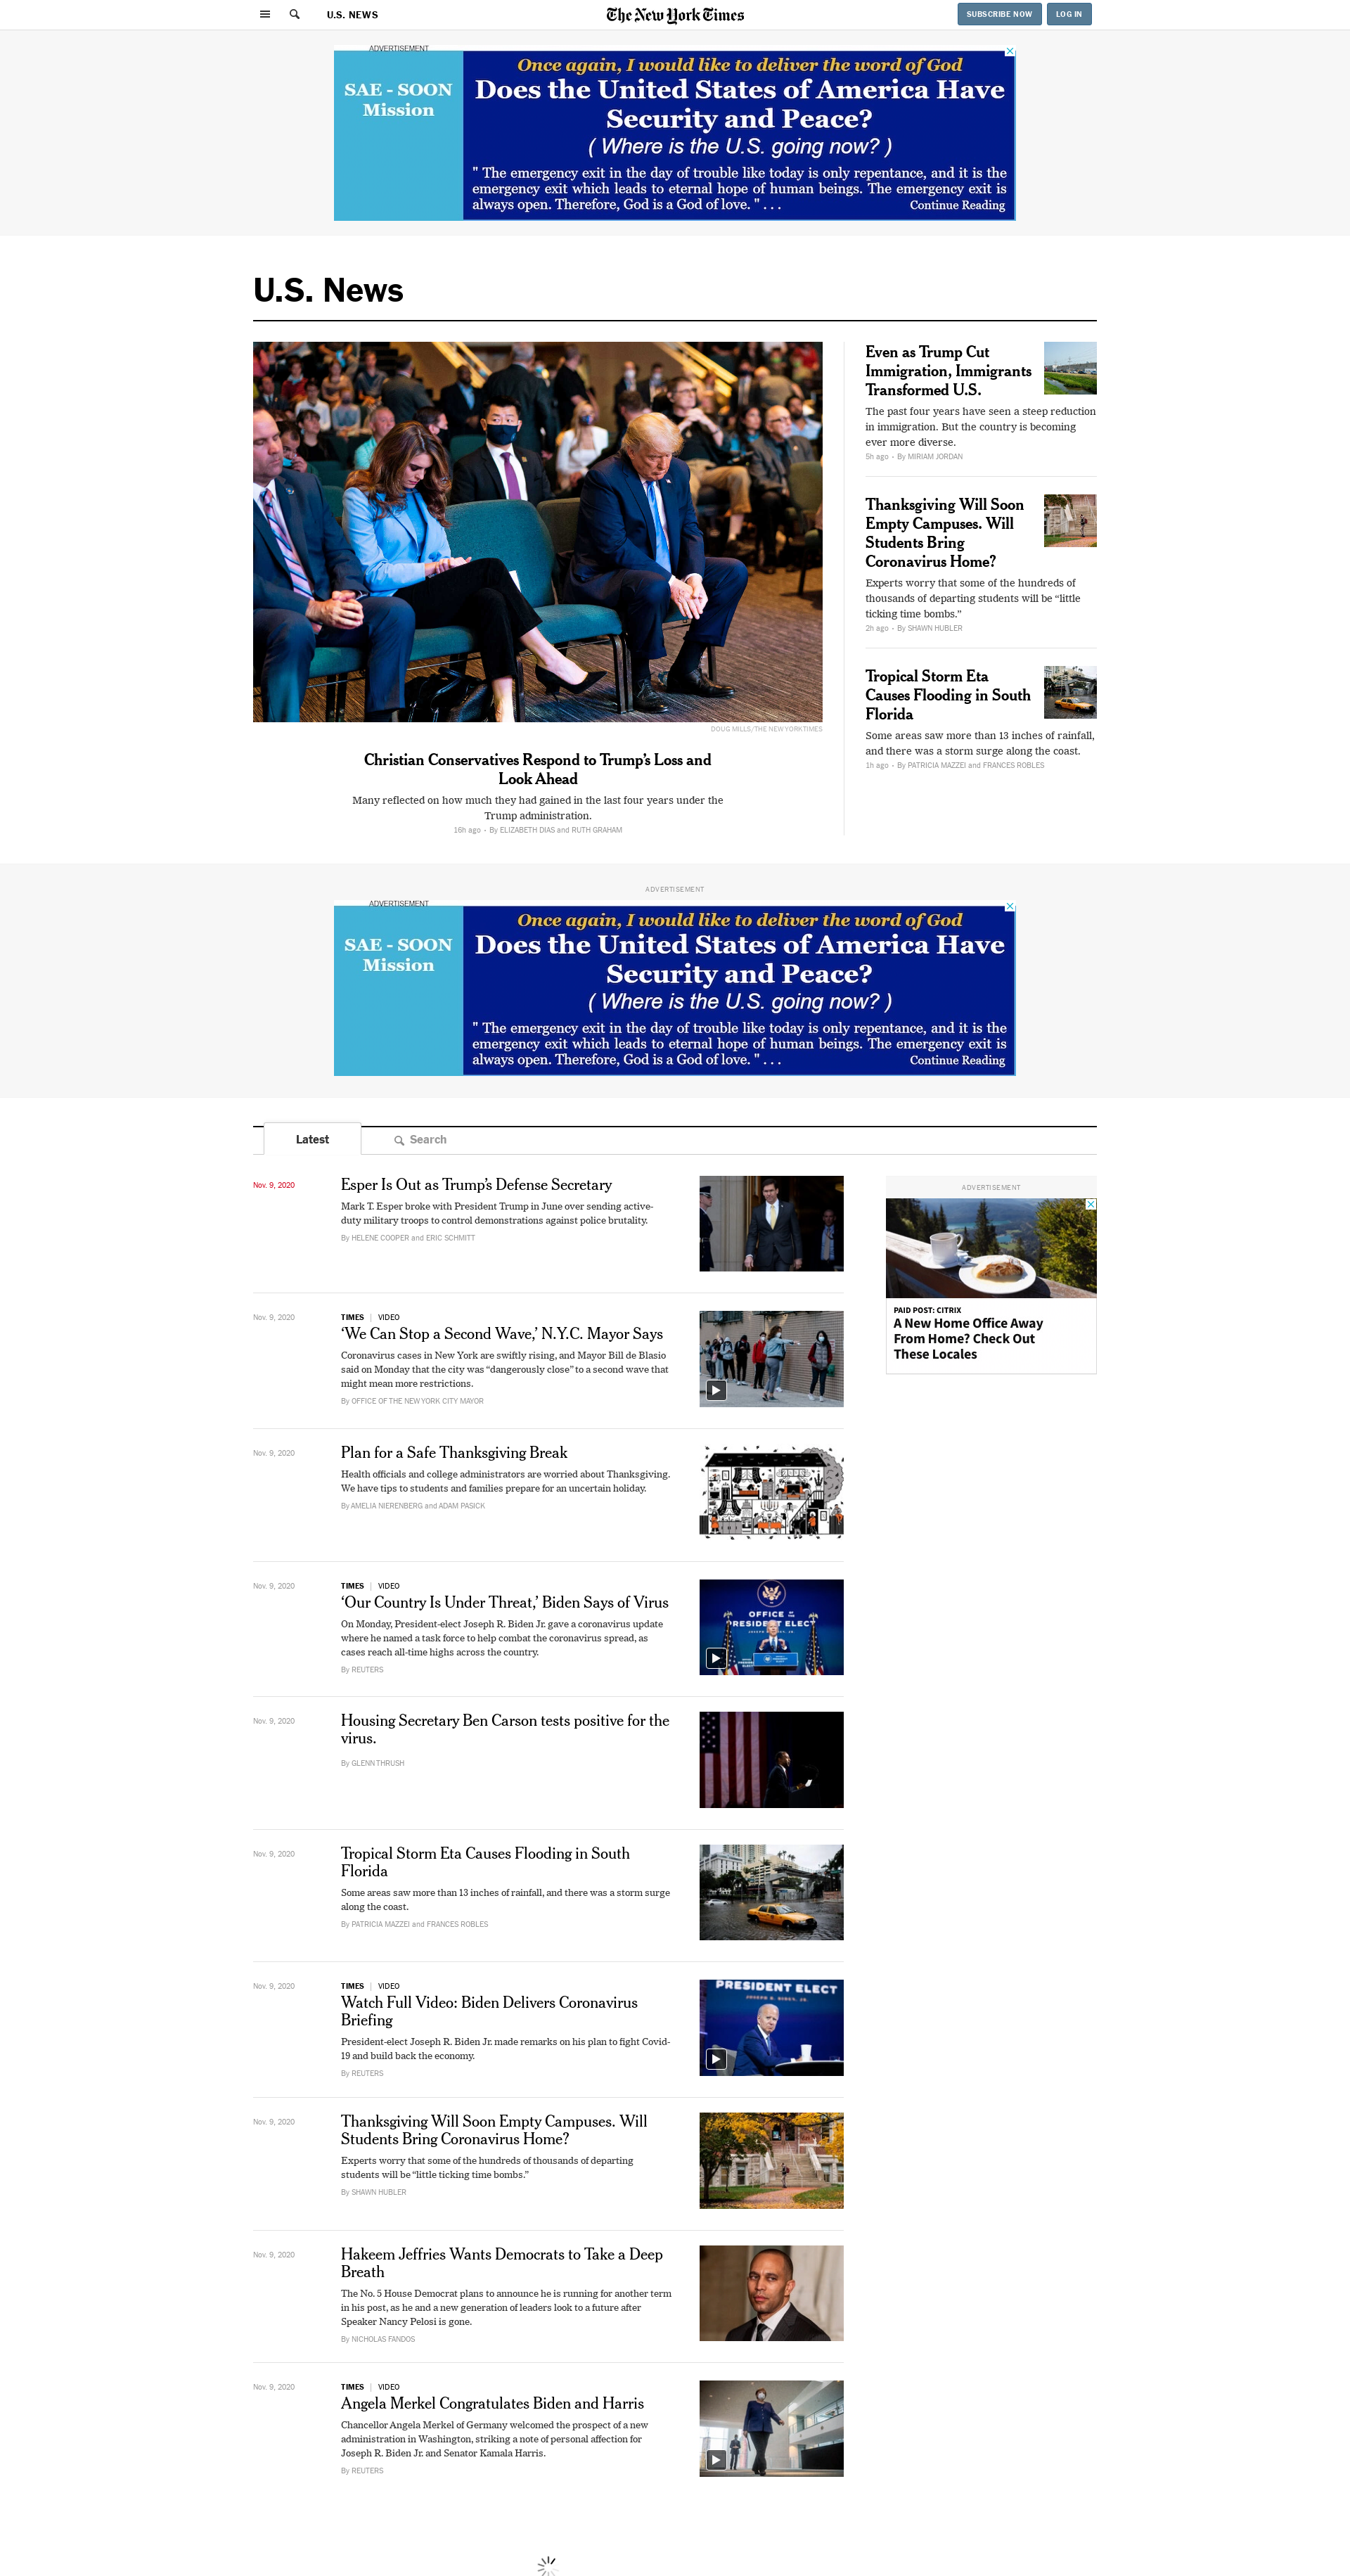 U.S. NEWS
The New York Times
SUBSCRIBE NOW
LOG IN
ADVERTISEMENT
SAE - SOON
Mission
Once again, I would like to deliver the word of God
Does the United States of America Have
Security and Peace?
( Where is the U.S. going now? )
" The emergency exit in the day of trouble like today is only repentance, and it is the
emergency exit which leads to eternal hope of human beings. The emergency exit is
always open. Therefore, God is a God of love. " . . .
Continue Reading
U.S. News
DOUG MILLS/THE NEW YORK TIMES
Christian Conservatives Respond to Trump’s Loss and
Look Ahead
Many reflected on how much they had gained in the last four years under the
Trump administration.
16h ago • By ELIZABETH DIAS and RUTH GRAHAM
Even as Trump Cut
Immigration, Immigrants
Transformed U.S.
The past four years have seen a steep reduction
in immigration. But the country is becoming
ever more diverse.
5h ago • By MIRIAM JORDAN
Thanksgiving Will Soon
Empty Campuses. Will
Students Bring
Coronavirus Home?
Experts worry that some of the hundreds of
thousands of departing students will be “little
ticking time bombs.”
2h ago • By SHAWN HUBLER
Tropical Storm Eta
Causes Flooding in South
Florida
Some areas saw more than 13 inches of rainfall,
and there was a storm surge along the coast.
1h ago • By PATRICIA MAZZEI and FRANCES ROBLES
ADVERTISEMENT
ADVERTISEMENT
SAE - SOON
Mission
Once again, I would like to deliver the word of God
Does the United States of America Have
Security and Peace?
( Where is the U.S. going now? )
" The emergency exit in the day of trouble like today is only repentance, and it is the
emergency exit which leads to eternal hope of human beings. The emergency exit is
always open. Therefore, God is a God of love. " . . .
Continue Reading
Latest
Search
Nov. 9, 2020
Esper Is Out as Trump’s Defense Secretary
Mark T. Esper broke with President Trump in June over sending active-
duty military troops to control demonstrations against police brutality.
By HELENE COOPER and ERIC SCHMITT
ADVERTISEMENT
PAID POST: CITRIX
A New Home Office Away
From Home? Check Out
These Locales
Nov. 9, 2020
TIMES | VIDEO
‘We Can Stop a Second Wave,’ N.Y.C. Mayor Says
Coronavirus cases in New York are swiftly rising, and Mayor Bill de Blasio
said on Monday that the city was “dangerously close” to a second wave that
might mean more restrictions.
By OFFICE OF THE NEW YORK CITY MAYOR
Nov. 9, 2020
Plan for a Safe Thanksgiving Break
Health officials and college administrators are worried about Thanksgiving.
We have tips to students and families prepare for an uncertain holiday.
By AMELIA NIERENBERG and ADAM PASICK
Nov. 9, 2020
TIMES | VIDEO
‘Our Country Is Under Threat,’ Biden Says of Virus
On Monday, President-elect Joseph R. Biden Jr. gave a coronavirus update
where he named a task force to help combat the coronavirus spread, as
cases reach all-time highs across the country.
By REUTERS
OFFICE OF THE
PRESIDENT ELECT
Nov. 9, 2020
Housing Secretary Ben Carson tests positive for the
virus.
By GLENN THRUSH
Nov. 9, 2020
Tropical Storm Eta Causes Flooding in South
Florida
Some areas saw more than 13 inches of rainfall, and there was a storm surge
along the coast.
By PATRICIA MAZZEI and FRANCES ROBLES
Nov. 9, 2020
TIMES | VIDEO
Watch Full Video: Biden Delivers Coronavirus
Briefing
President-elect Joseph R. Biden Jr. made remarks on his plan to fight Covid-
19 and build back the economy.
By REUTERS
PRESIDENT ELECT
JOSEPH R. BIDEN, JR.
Nov. 9, 2020
Thanksgiving Will Soon Empty Campuses. Will
Students Bring Coronavirus Home?
Experts worry that some of the hundreds of thousands of departing
students will be “little ticking time bombs.”
By SHAWN HUBLER
Nov. 9, 2020
Hakeem Jeffries Wants Democrats to Take a Deep
Breath
The No. 5 House Democrat plans to announce he is running for another term
in his post, as he and a new generation of leaders look to a future after
Speaker Nancy Pelosi is gone.
By NICHOLAS FANDOS
Nov. 9, 2020
TIMES | VIDEO
Angela Merkel Congratulates Biden and Harris
Chancellor Angela Merkel of Germany welcomed the prospect of a new
administration in Washington, striking a note of personal affection for
Joseph R. Biden Jr. and Senator Kamala Harris.
By REUTERS